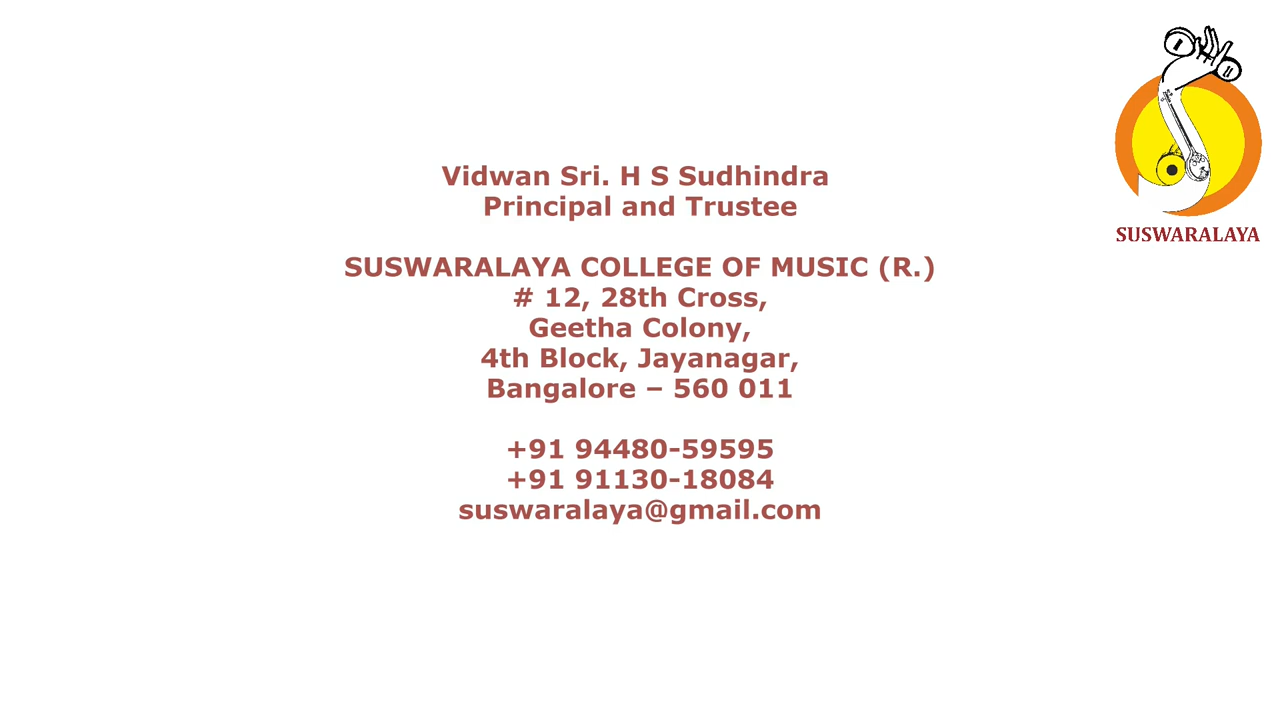 Vidwan Sri. H S Sudhindra
Principal and Trustee
SUSWARALAYA COLLEGE OF MUSIC (R.)
# 12, 28th Cross,
Geetha Colony,
4th Block, Jayanagar,
Bangalore – 560 011
+91 94480-59595
+91 91130-18084
suswaralaya@gmail.com
SUSWARALAYA